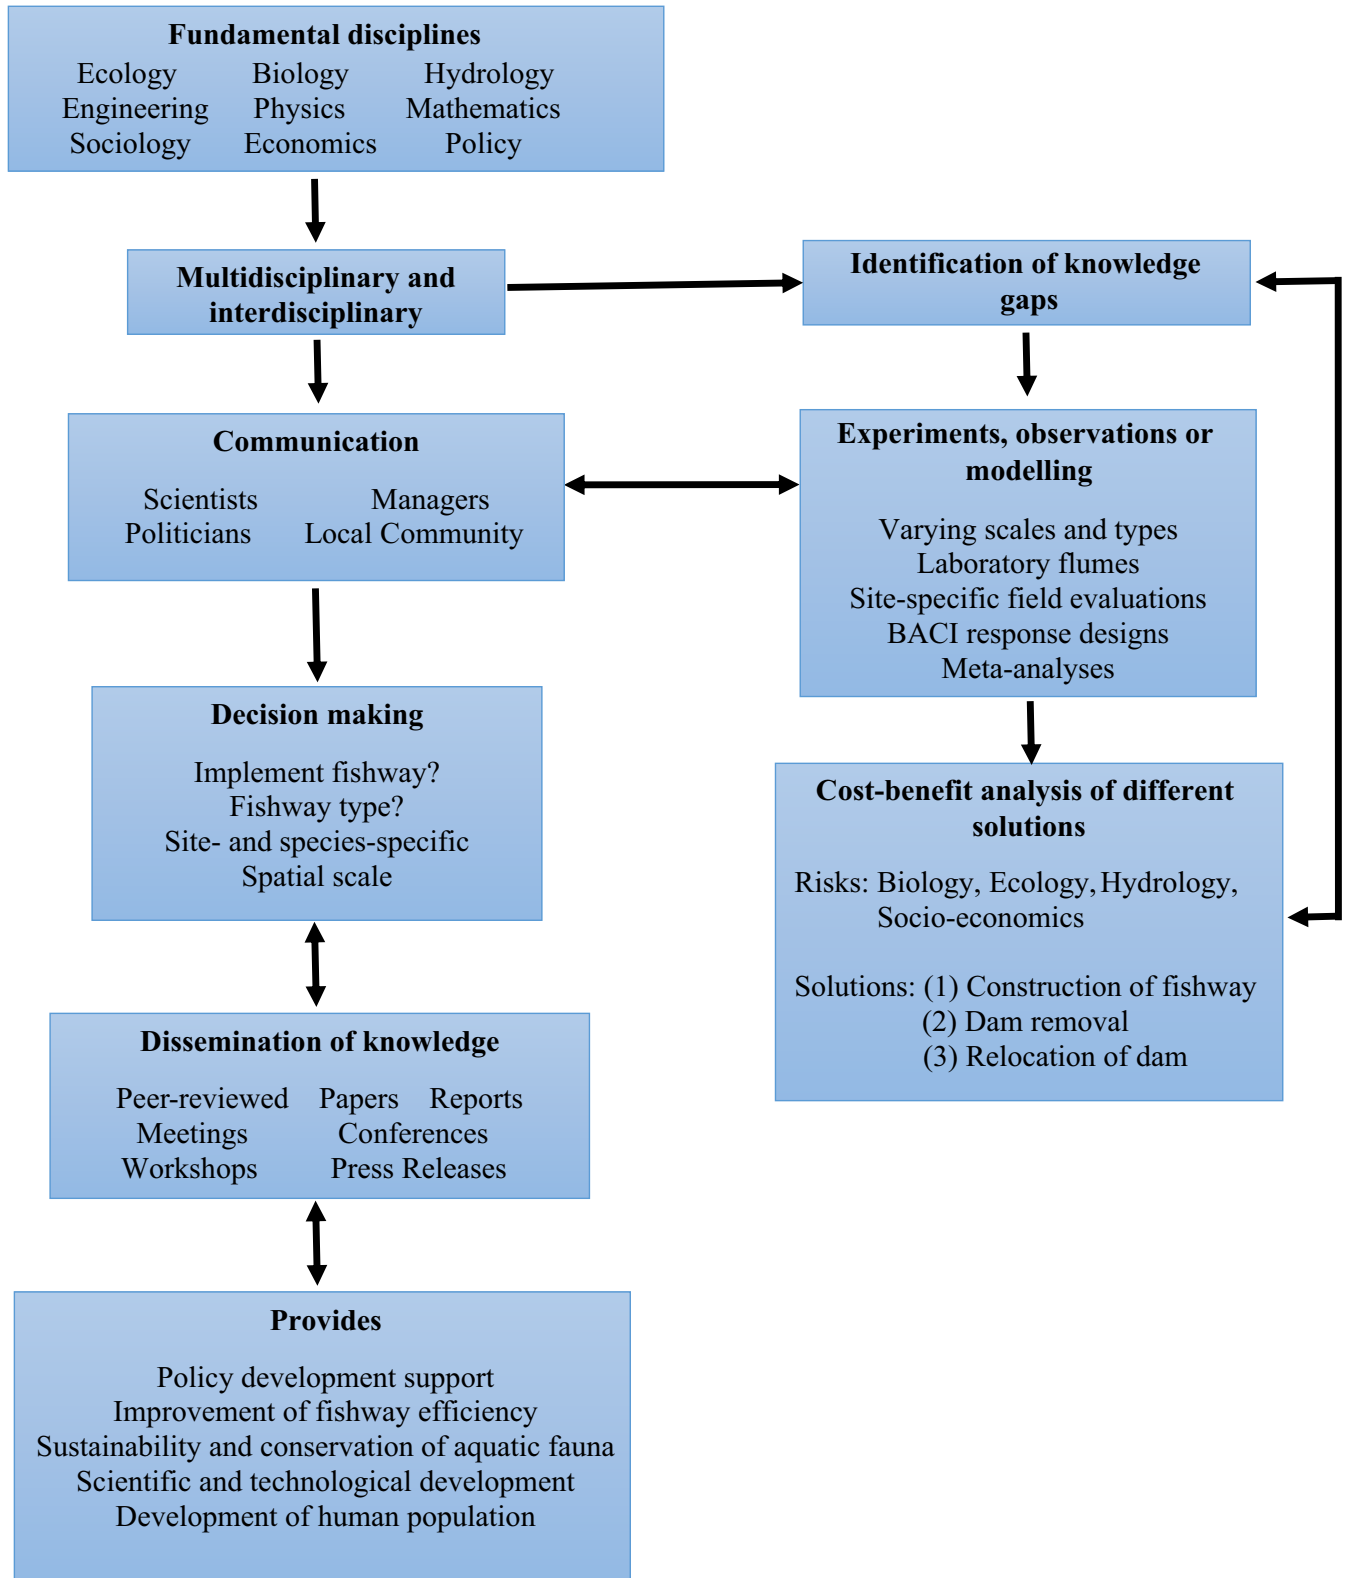 Fundamental disciplines
Ecology Biology Hydrology
Engineering Physics Mathematics
Sociology Economics Policy
Multidisciplinary and
interdisciplinary
Identification of knowledge
gaps
Communication
Scientists Managers
Politicians Local Community
Experiments, observations or
modelling
Varying scales and types
Laboratory flumes
Site-specific field evaluations
BACI response designs
Meta-analyses
Decision making
Implement fishway?
Fishway type?
Site- and species-specific
Spatial scale
Cost-benefit analysis of different
solutions
Risks: Biology, Ecology, Hydrology,
Socio-economics
Solutions: (1) Construction of fishway
(2) Dam removal
(3) Relocation of dam
Dissemination of knowledge
Peer-reviewed Papers Reports
Meetings Conferences
Workshops Press Releases
Provides
Policy development support
Improvement of fishway efficiency
Sustainability and conservation of aquatic fauna
Scientific and technological development
Development of human population